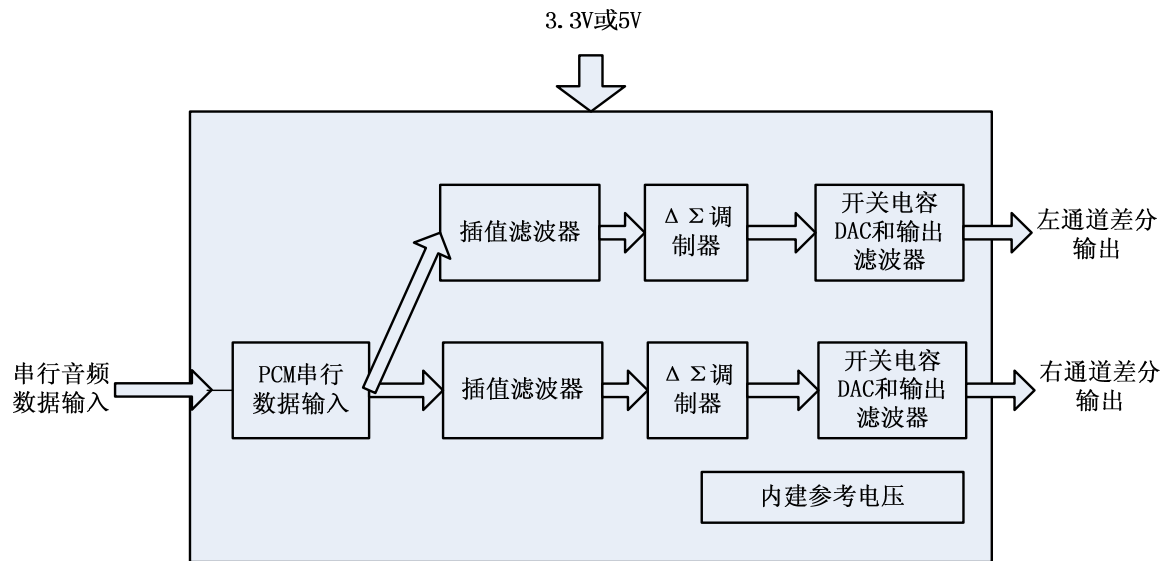 3.3V或5V
插值滤波器
ΔΣ调
制器
开关电容
DAC和输出
滤波器
左通道差分
输出
串行音频
数据输入
PCM串行
数据输入
插值滤波器
ΔΣ调
制器
开关电容
DAC和输出
滤波器
右通道差分
输出
内建参考电压